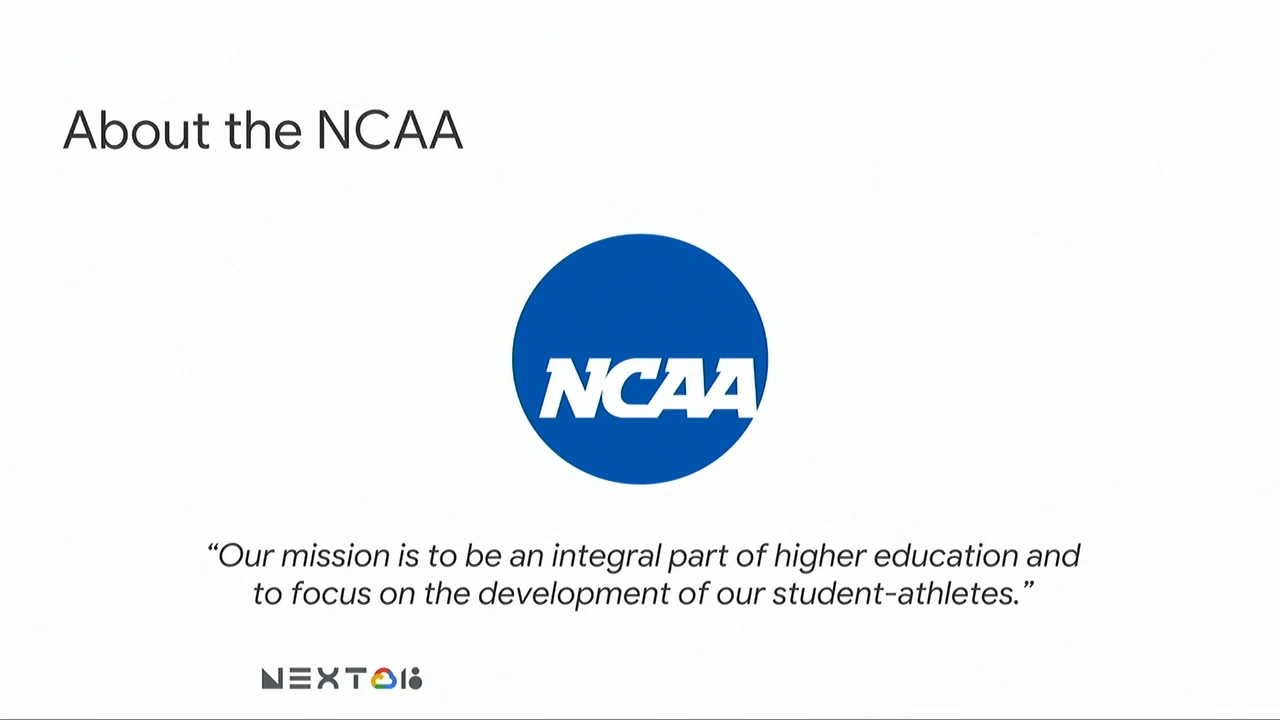 About the NCAA
NCAA
“Our mission is to be an integral part of higher education and
to focus on the development of our student-athletes.”
NEXT 18